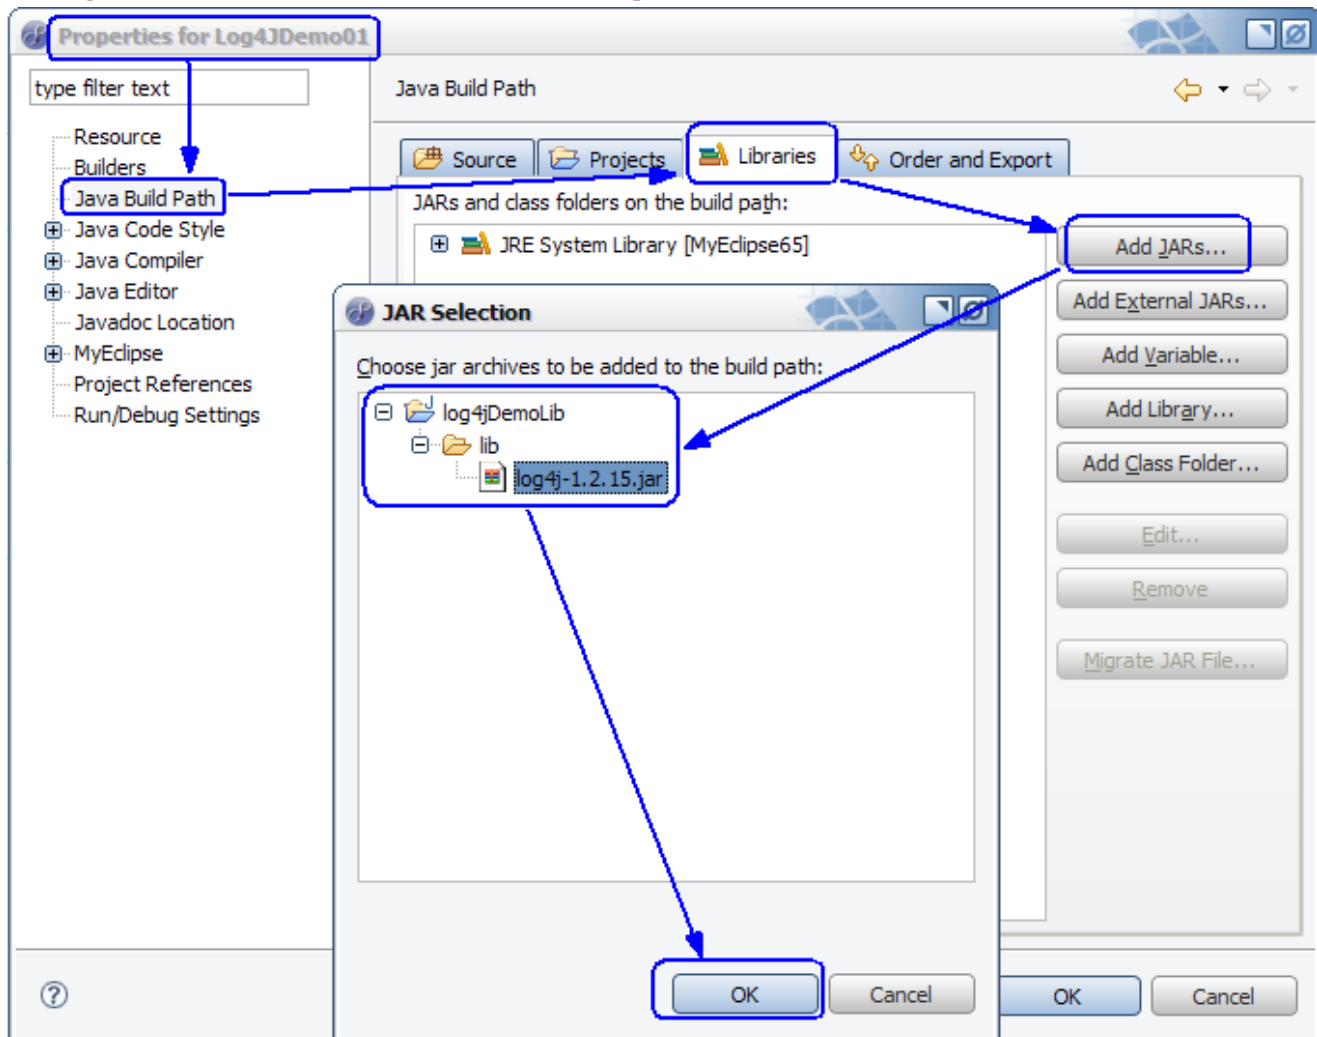 Properties for Log4JDemo01
type filter text
Java Build Path
Resource
Builders
Java Build Path
Java Code Style
Java Compiler
Java Editor
Javadoc Location
MyEclipse
Project References
Run/Debug Settings
Source
Projects
Libraries
Order and Export
JARs and class folders on the build path:
JRE System Library [MyEclipse65]
Add JARs...
Add External JARs...
Add Variable...
Add Library...
Add Class Folder...
Edit...
Remove
Migrate JAR File...
JAR Selection
Choose jar archives to be added to the build path:
log4jDemoLib
lib
log4j-1.2.15.jar
OK
Cancel
OK
Cancel